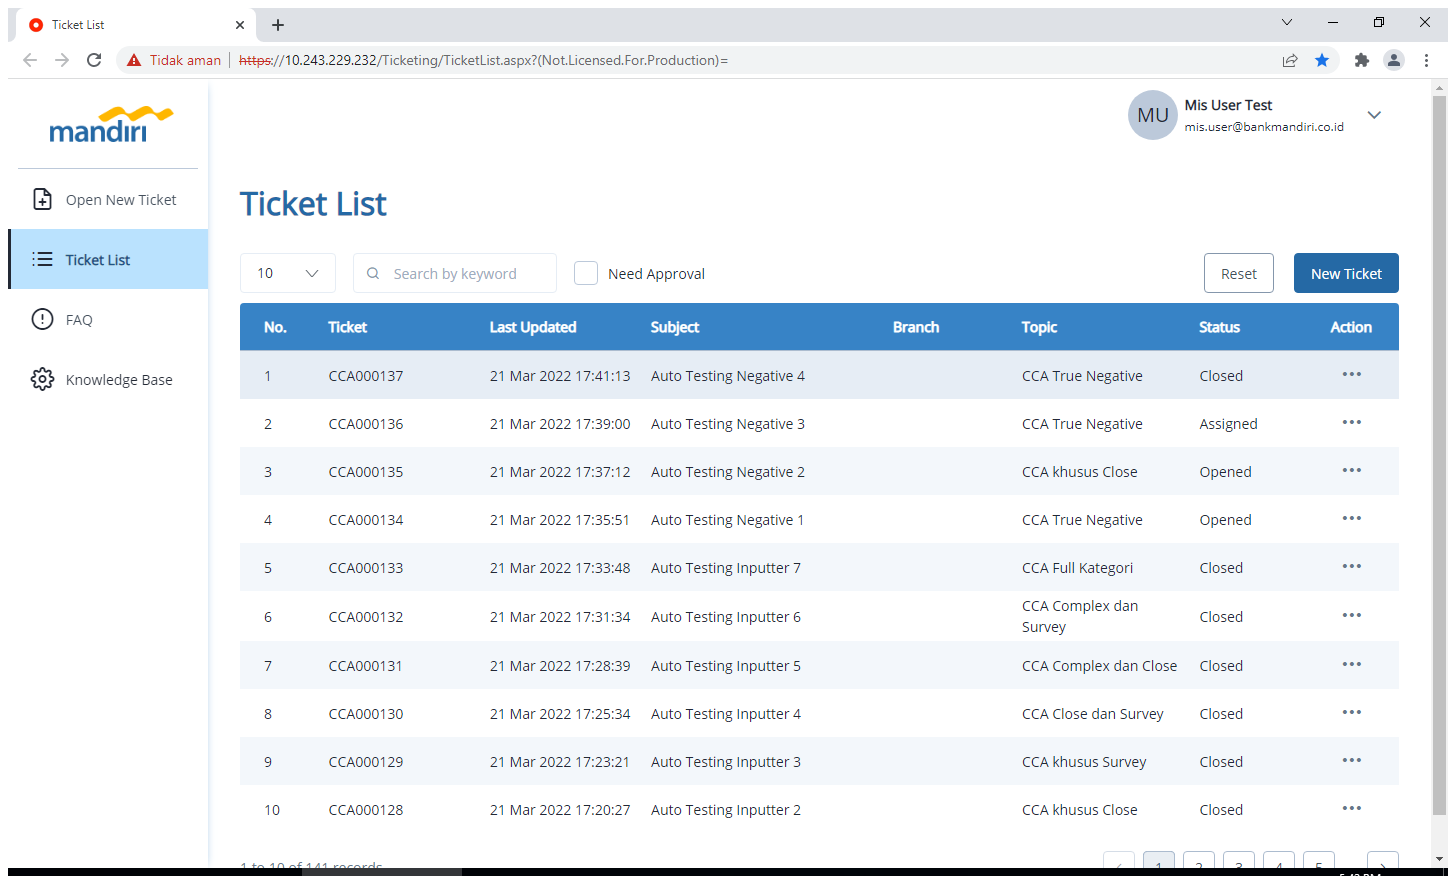 Ticket List
Tidak aman https://10.243.229.232/Ticketing/TicketList.aspx?(Not.Licensed.For.Production)=
mandiri
MU
Mis User Test
mis.user@bankmandiri.co.id
Open New Ticket
Ticket List
FAQ
Knowledge Base
Ticket List
10 Search by keyword Need Approval Reset New Ticket
No. Ticket Last Updated Subject Branch Topic Status Action
1 CCA000137 21 Mar 2022 17:41:13 Auto Testing Negative 4 CCA True Negative Closed
2 CCA000136 21 Mar 2022 17:39:00 Auto Testing Negative 3 CCA True Negative Assigned
3 CCA000135 21 Mar 2022 17:37:12 Auto Testing Negative 2 CCA khusus Close Opened
4 CCA000134 21 Mar 2022 17:35:51 Auto Testing Negative 1 CCA True Negative Opened
5 CCA000133 21 Mar 2022 17:33:48 Auto Testing Inputter 7 CCA Full Kategori Closed
6 CCA000132 21 Mar 2022 17:31:34 Auto Testing Inputter 6 CCA Complex dan Survey Closed
7 CCA000131 21 Mar 2022 17:28:39 Auto Testing Inputter 5 CCA Complex dan Close Closed
8 CCA000130 21 Mar 2022 17:25:34 Auto Testing Inputter 4 CCA Close dan Survey Closed
9 CCA000129 21 Mar 2022 17:23:21 Auto Testing Inputter 3 CCA khusus Survey Closed
10 CCA000128 21 Mar 2022 17:20:27 Auto Testing Inputter 2 CCA khusus Close Closed
1 to 10 of 141 records 1 2 3 4 5